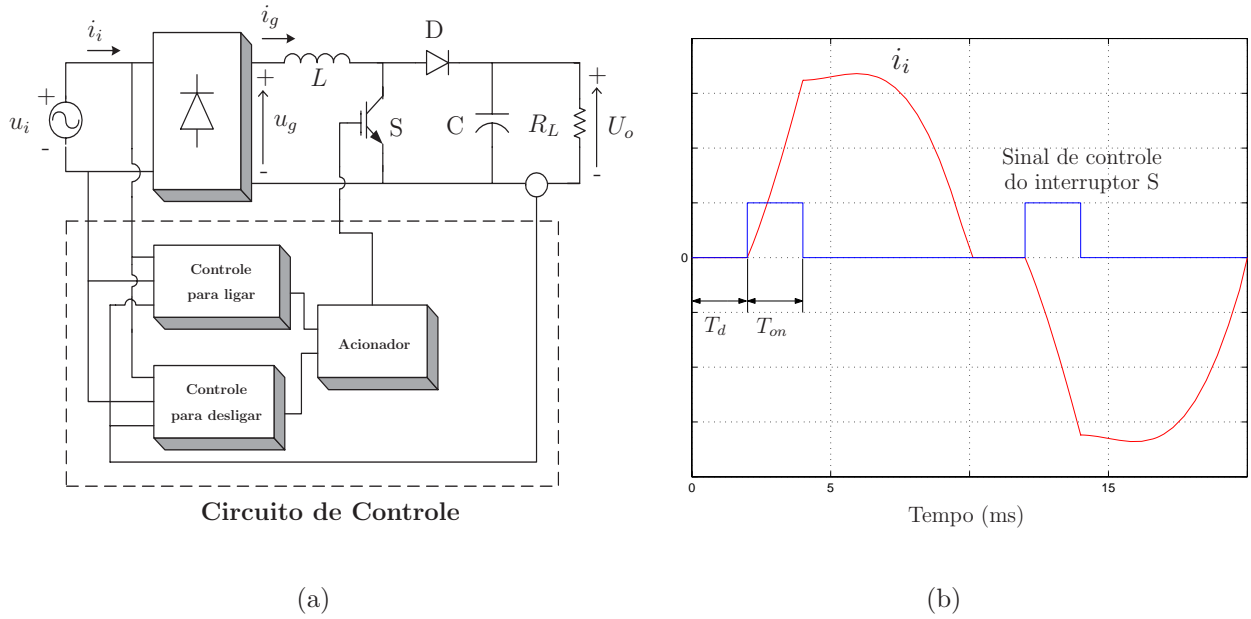 i_i
i_g
D
L
+
-
u_i
+
-
u_g
S
C
R_L
+
-
U_o
Controle
para ligar
Acionador
Controle
para desligar
Circuito de Controle
(a)
i_i
Sinal de controle
do interruptor S
0
T_d
T_on
0
5
15
Tempo (ms)
(b)